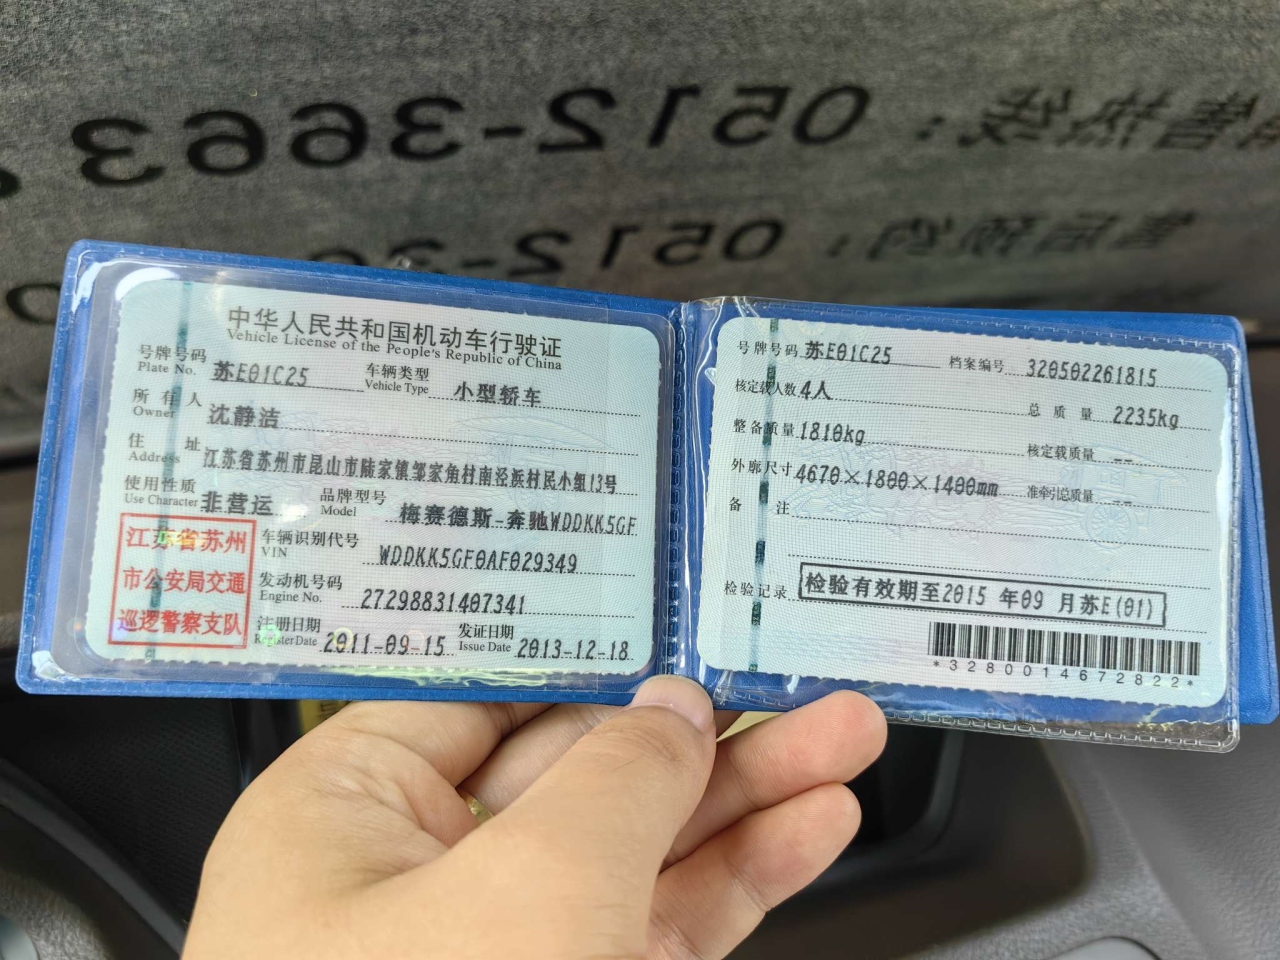 0512-3663
0512-3
中华人民共和国机动车行驶证
Vehicle License of the People's Republic of China
号牌号码 Plate No. 苏E01C25 车辆类型 Vehicle Type 小型轿车
所有人 Owner 沈静洁
住址 Address 江苏省苏州市昆山市陆家镇邹家角村南泾浜村民小组13号
使用性质 Use Character 非营运 品牌型号 Model 梅赛德斯-奔驰WDDKK5GF
江苏省苏州
市公安局交通
巡逻警察支队
车辆识别代号 VIN WDDKK5GF0AF029349
发动机号码 Engine No. 27298831407341
注册日期 Register Date 2011-09-15 发证日期 Issue Date 2013-12-18
号牌号码 苏E01C25 档案编号 320502261815
核定载人数 4人 总质量 2235kg
整备质量 1810kg 核定载质量 --
外廓尺寸 4670×1800×1400mm 准牵引总质量 --
备注
检验记录 检验有效期至2015 年09 月苏E(01)
*3280014672822*